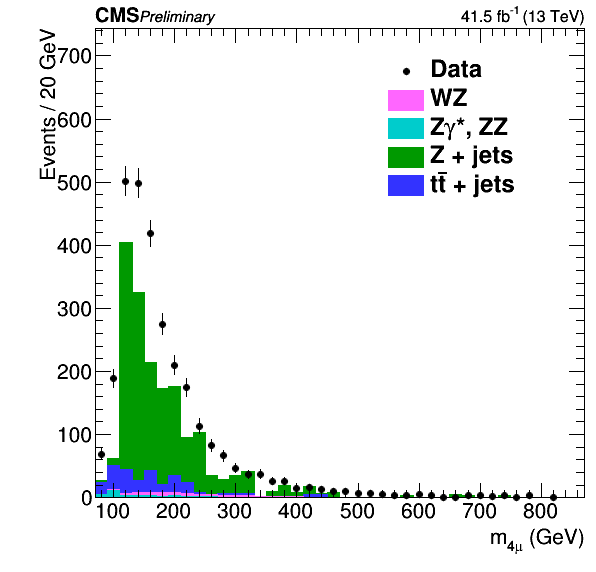 CMS Preliminary 41.5 fb⁻¹ (13 TeV)
Events / 20 GeV
700
600
500
400
300
200
100
0
Data
WZ
Zγ*, ZZ
Z + jets
tt̄ + jets
100 200 300 400 500 600 700 800
m₄μ (GeV)